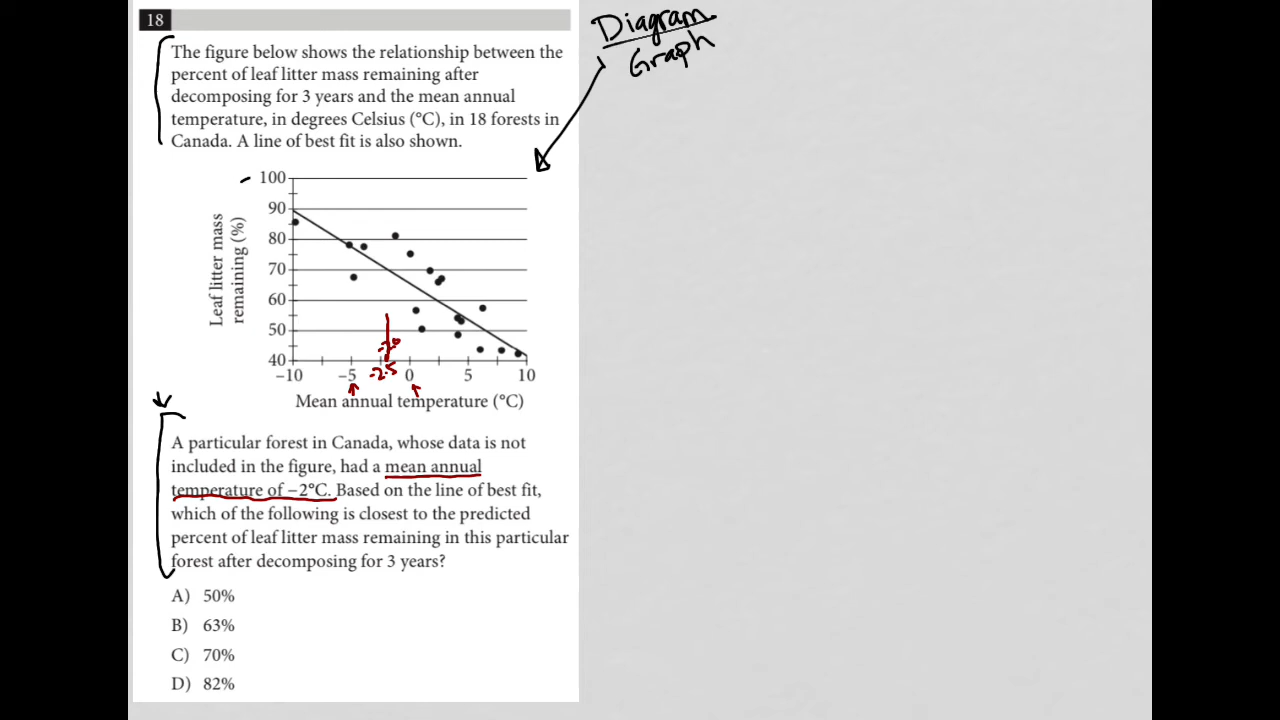 18
Diagram
Graph
The figure below shows the relationship between the
percent of leaf litter mass remaining after
decomposing for 3 years and the mean annual
temperature, in degrees Celsius (°C), in 18 forests in
Canada. A line of best fit is also shown.
Leaf litter mass
remaining (%)
100
90
80
70
60
50
40
−10
−5
0
5
10
-2°
-2.5
Mean annual temperature (°C)
A particular forest in Canada, whose data is not
included in the figure, had a mean annual
temperature of −2°C. Based on the line of best fit,
which of the following is closest to the predicted
percent of leaf litter mass remaining in this particular
forest after decomposing for 3 years?
A) 50%
B) 63%
C) 70%
D) 82%